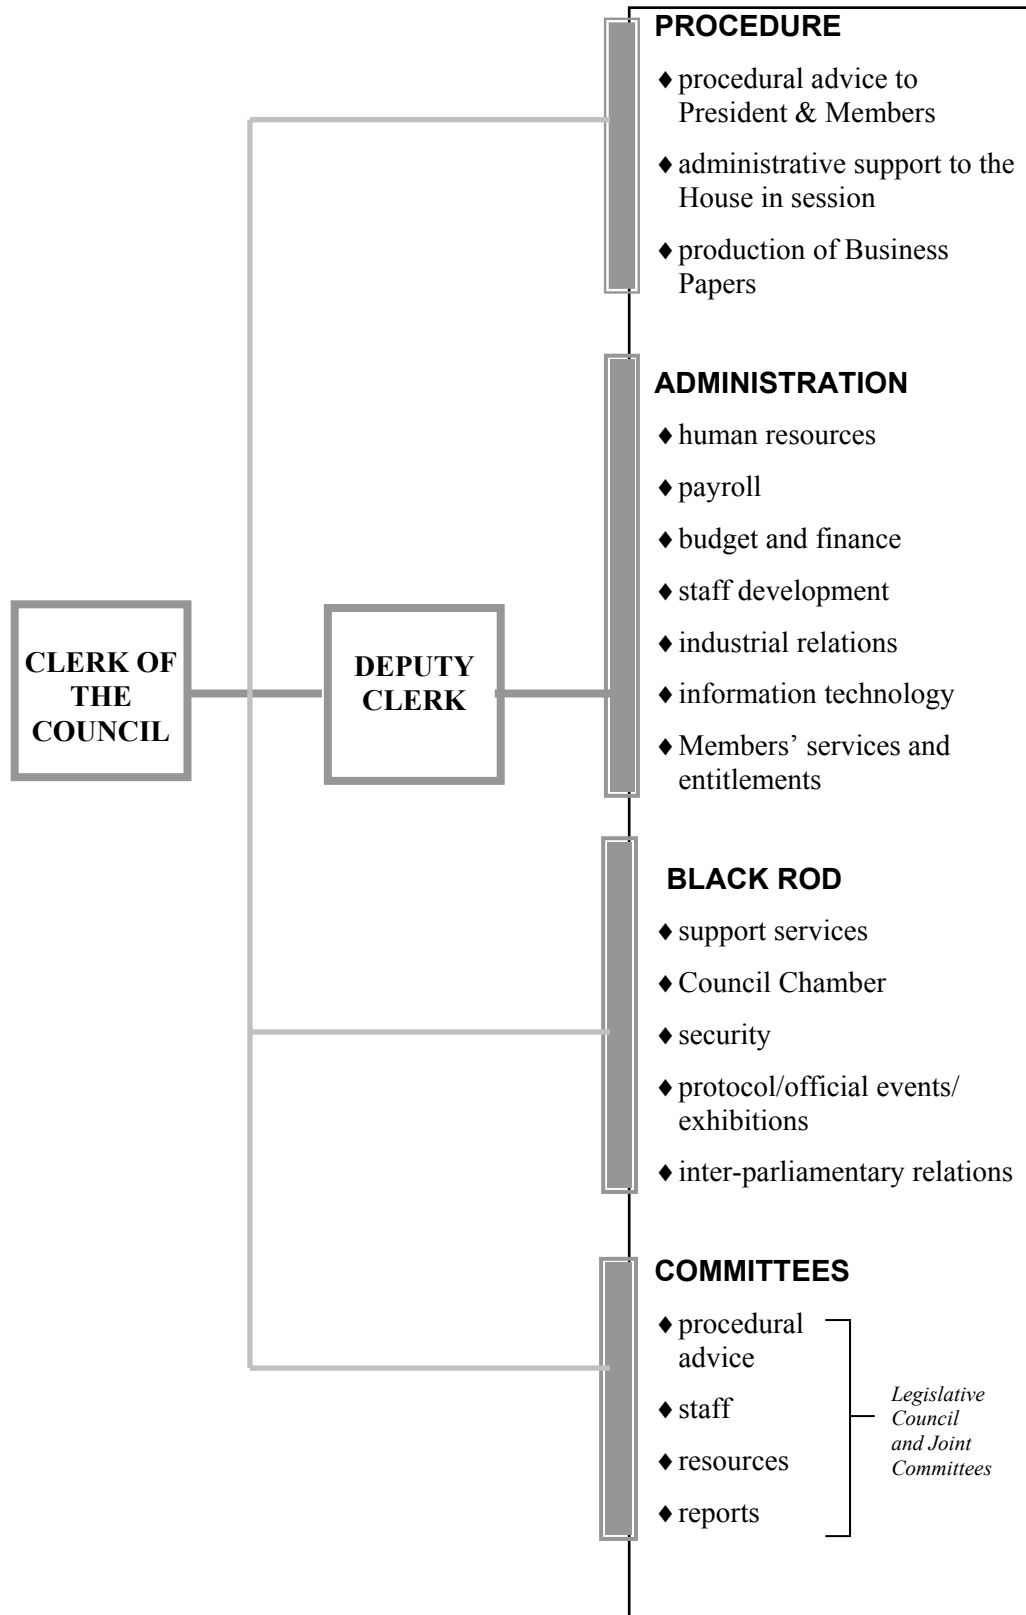 PROCEDURE
♦ procedural advice to
President & Members
♦ administrative support to the
House in session
♦ production of Business
Papers
ADMINISTRATION
♦ human resources
♦ payroll
♦ budget and finance
♦ staff development
♦ industrial relations
♦ information technology
♦ Members’ services and
entitlements
CLERK OF
THE
COUNCIL
DEPUTY
CLERK
BLACK ROD
♦ support services
♦ Council Chamber
♦ security
♦ protocol/official events/
exhibitions
♦ inter-parliamentary relations
COMMITTEES
♦ procedural
advice
♦ staff
♦ resources
♦ reports
Legislative
Council
and Joint
Committees